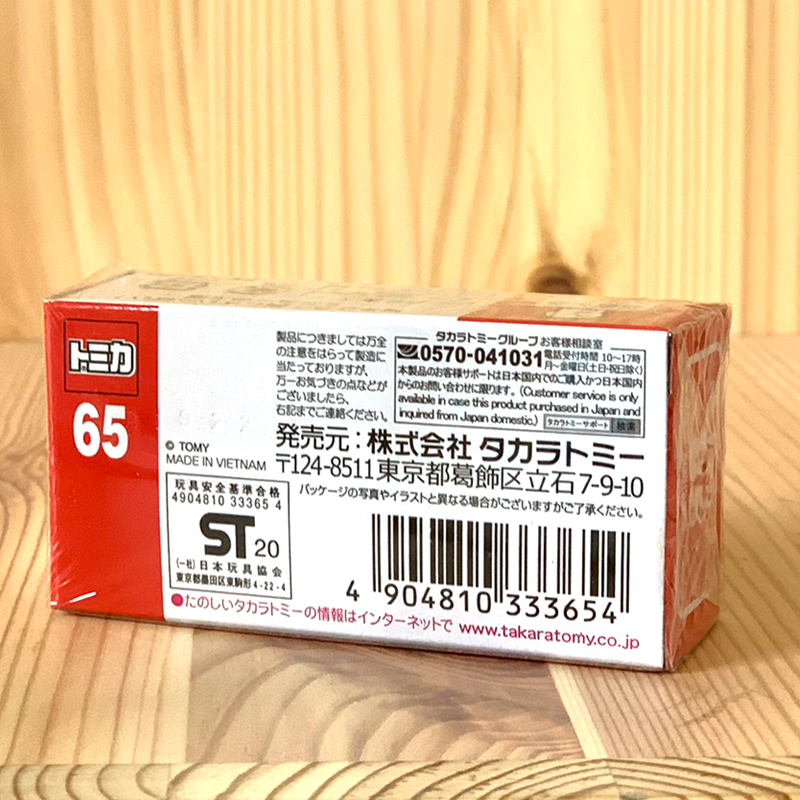 トミカ
65
© TOMY
MADE IN VIETNAM
製品につきましては万全
の注意をはらって製造に
当たっておりますが、
万一お気づきの点などが
ございましたら、
右記までご連絡ください。
タカラトミーグループお客様相談室
0570-041031 電話受付時間 10〜17時
月〜金曜日(土・日・祝日除く)
本製品のお客様サポートは日本国内でのご購入かつ日本国内
からのお問い合わせに限ります。(Customer service is only
available in case this product purchased in Japan and
inquired from Japan domestic.) タカラトミーサポート 検索
発売元：株式会社 タカラトミー
〒124-8511東京都葛飾区立石7-9-10
パッケージの写真やイラストと異なる場合がございますがご了承ください。
玩具安全基準合格
4904810 33365 4
ST 20
(一社)日本玩具協会
東京都墨田区東駒形4-22-4
4 904810 333654
●たのしいタカラトミーの情報はインターネットで www.takaratomy.co.jp